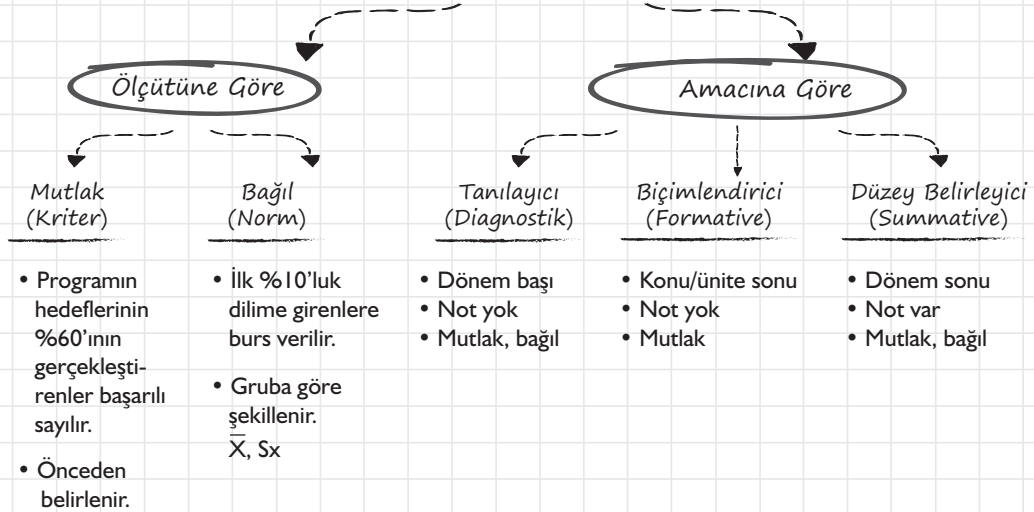 Ölçütüne Göre
Amacına Göre
Mutlak
(Kriter)
• Programın
hedeflerinin
%60'ının
gerçekleşti-
renler başarılı
sayılır.
• Önceden
belirlenir.
Bağıl
(Norm)
• İlk %10'luk
dilime girenlere
burs verilir.
• Gruba göre
şekillenir.
X̅, Sx
Tanılayıcı
(Diagnostik)
• Dönem başı
• Not yok
• Mutlak, bağıl
Biçimlendirici
(Formative)
• Konu/ünite sonu
• Not yok
• Mutlak
Düzey Belirleyici
(Summative)
• Dönem sonu
• Not var
• Mutlak, bağıl